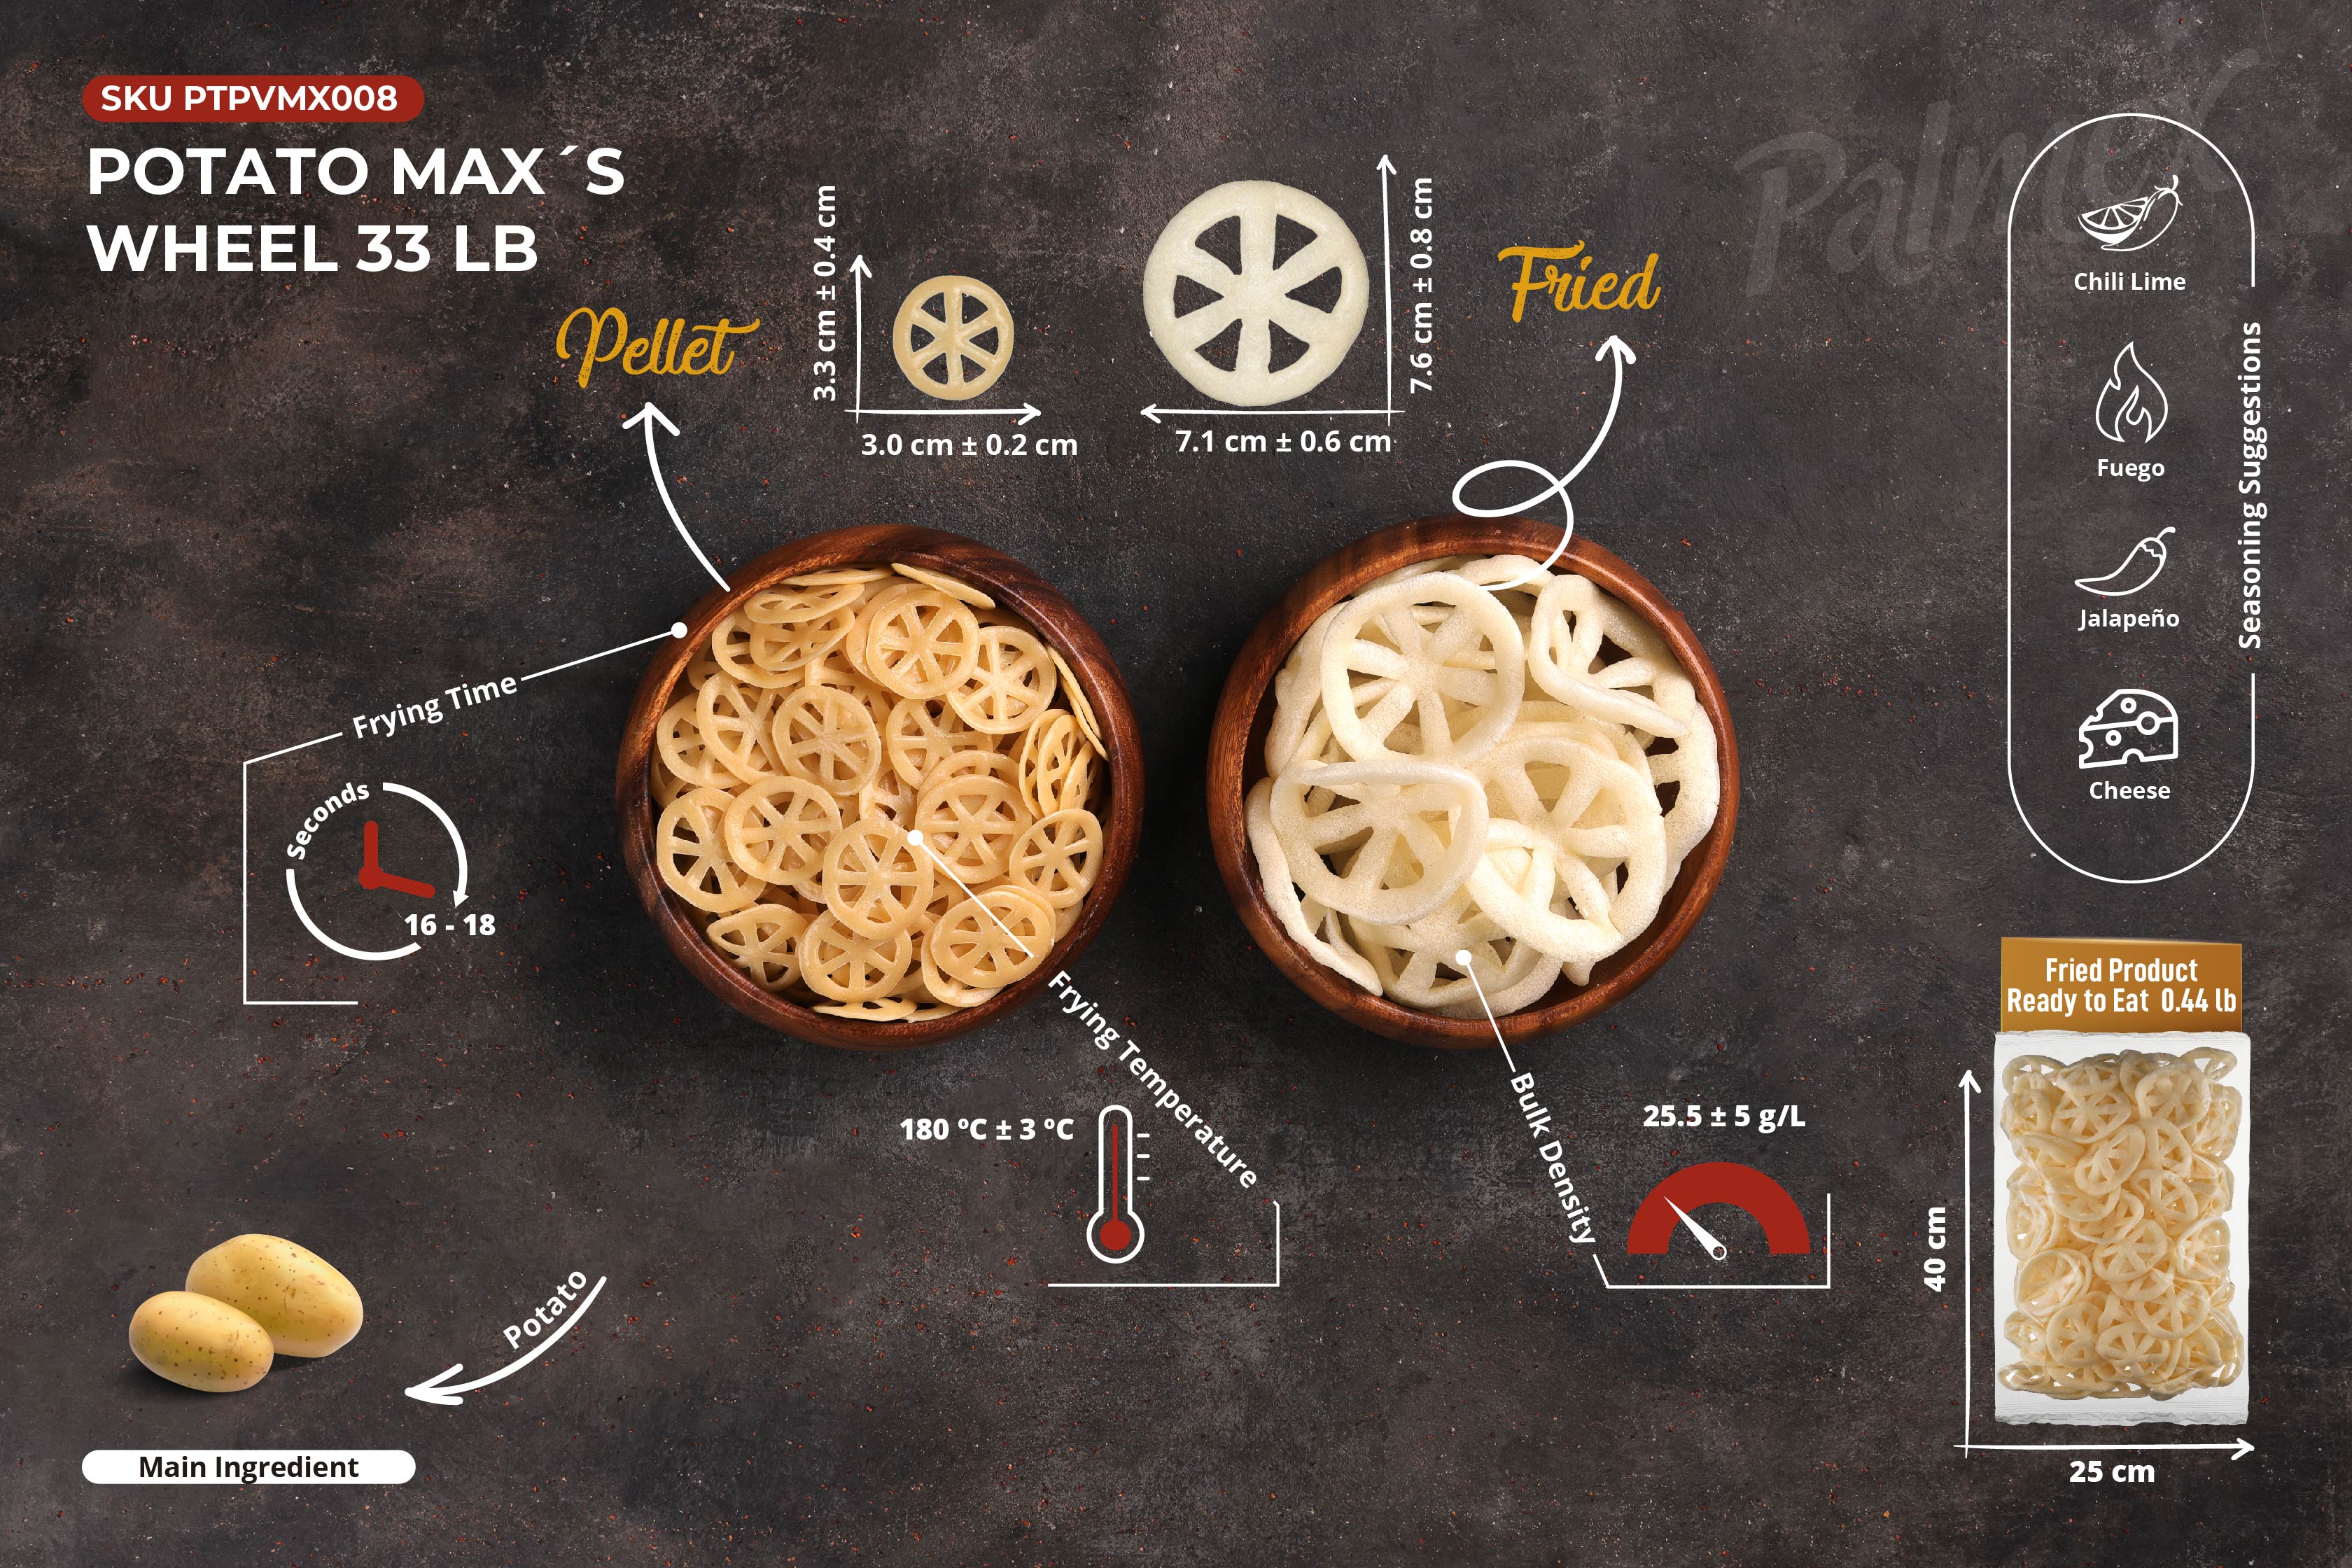 SKU PTPVMX008
POTATO MAX´S
WHEEL 33 LB
Pellet
3.3 cm ± 0.4 cm
3.0 cm ± 0.2 cm
7.6 cm ± 0.8 cm
7.1 cm ± 0.6 cm
Fried
Palmex
Chili Lime
Fuego
Jalapeño
Cheese
Seasoning Suggestions
Frying Time
Seconds
16 - 18
Frying Temperature
180 ºC ± 3 ºC
Bulk Density
25.5 ± 5 g/L
Fried Product
Ready to Eat 0.44 lb
40 cm
25 cm
Potato
Main Ingredient